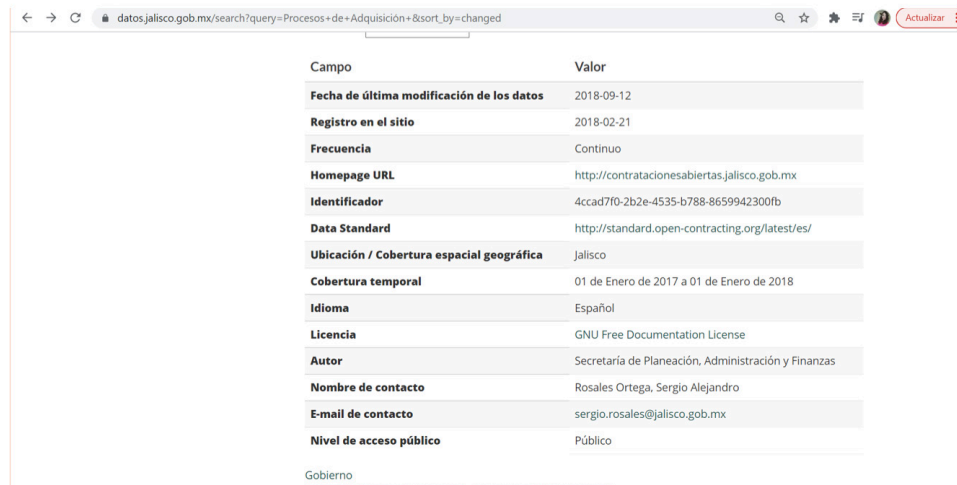 datos.jalisco.gob.mx/search?query=Procesos+de+Adquisición+&sort_by=changed
Actualizar
Campo Valor
Fecha de última modificación de los datos 2018-09-12
Registro en el sitio 2018-02-21
Frecuencia Continuo
Homepage URL http://contratacionesabiertas.jalisco.gob.mx
Identificador 4ccad7f0-2b2e-4535-b788-8659942300fb
Data Standard http://standard.open-contracting.org/latest/es/
Ubicación / Cobertura espacial geográfica Jalisco
Cobertura temporal 01 de Enero de 2017 a 01 de Enero de 2018
Idioma Español
Licencia GNU Free Documentation License
Autor Secretaría de Planeación, Administración y Finanzas
Nombre de contacto Rosales Ortega, Sergio Alejandro
E-mail de contacto sergio.rosales@jalisco.gob.mx
Nivel de acceso público Público
Gobierno